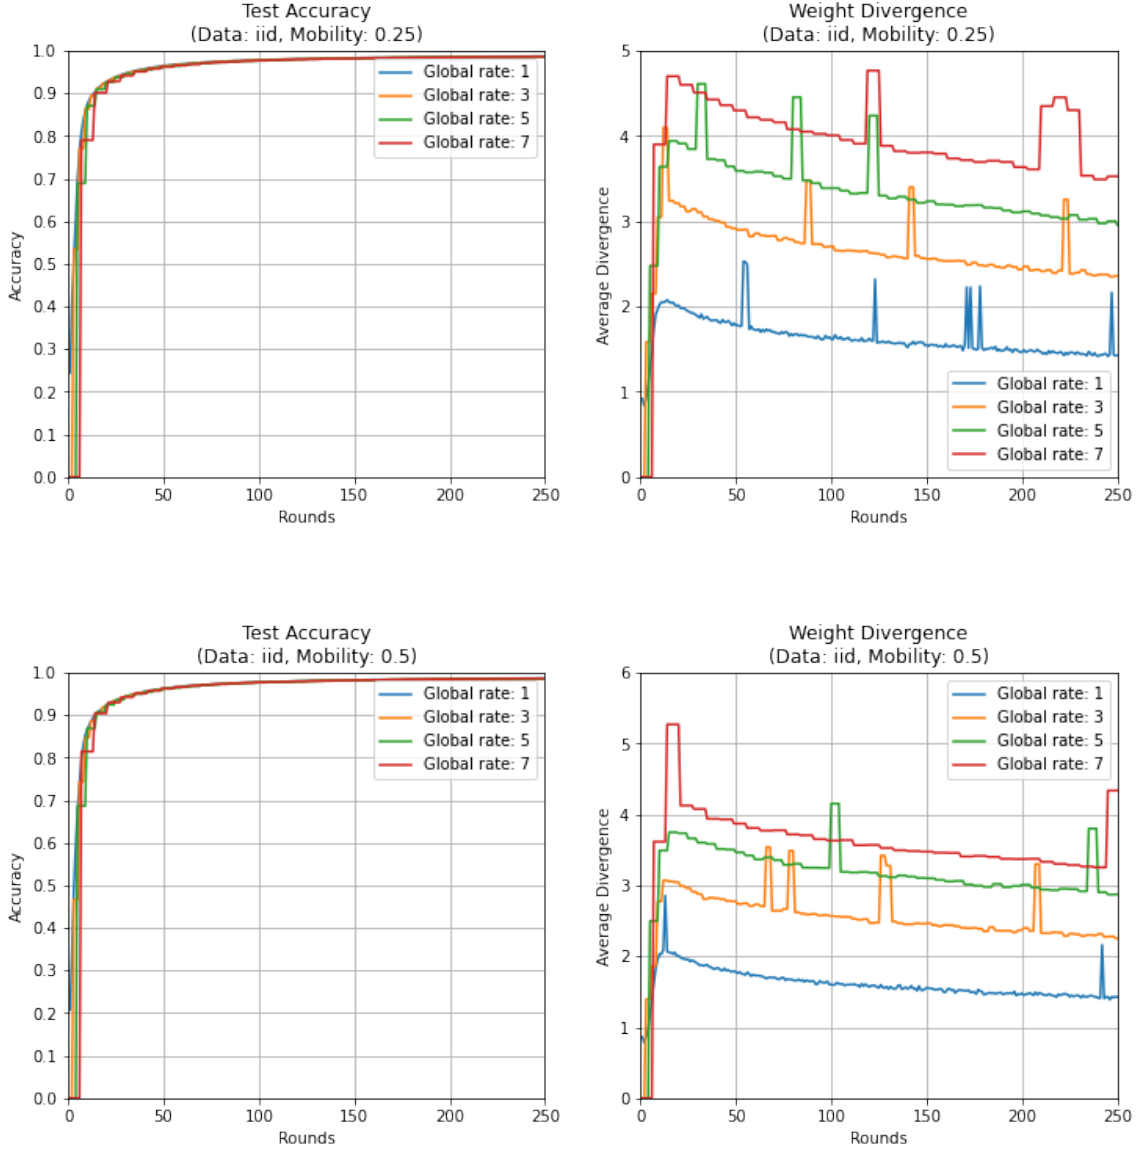 Test Accuracy
(Data: iid, Mobility: 0.25)
1.0
0.9
0.8
0.7
0.6
0.5
0.4
0.3
0.2
0.1
0.0
Accuracy
0
50
100
150
200
250
Rounds
Global rate: 1
Global rate: 3
Global rate: 5
Global rate: 7
Weight Divergence
(Data: iid, Mobility: 0.25)
5
4
3
2
1
0
Average Divergence
0
50
100
150
200
250
Rounds
Global rate: 1
Global rate: 3
Global rate: 5
Global rate: 7
Test Accuracy
(Data: iid, Mobility: 0.5)
1.0
0.9
0.8
0.7
0.6
0.5
0.4
0.3
0.2
0.1
0.0
Accuracy
0
50
100
150
200
250
Rounds
Global rate: 1
Global rate: 3
Global rate: 5
Global rate: 7
Weight Divergence
(Data: iid, Mobility: 0.5)
6
5
4
3
2
1
0
Average Divergence
0
50
100
150
200
250
Rounds
Global rate: 1
Global rate: 3
Global rate: 5
Global rate: 7